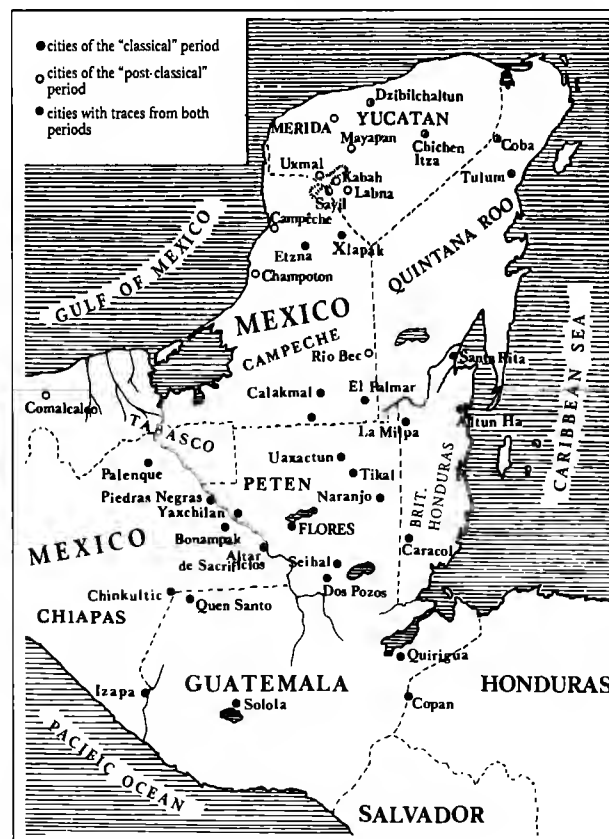 cities of the "classical" period
cities of the "post-classical"
period
cities with traces from both
periods
Dzibilchaltun
YUCATAN
MERIDA
Mayapan
Chichen
Itza
Coba
Uxmal
Kabah
Labna
Sayil
Tulum
Campeche
Etzna
Xlapak
QUINTANA ROO
GULF OF MEXICO
Champoton
MEXICO
CAMPECHE
Rio Bec
Santa Rita
CARIBBEAN SEA
Comalcalco
Calakmal
El Palmar
TABASCO
La Milpa
Altun Ha
Palenque
Uaxactun
Tikal
PETEN
BRIT.
HONDURAS
Piedras Negras
Naranjo
Yaxchilan
FLORES
MEXICO
Bonampak
Altar
de Sacrificios
Caracol
Seibal
Dos Pozos
Chinkultic
Quen Santo
CHIAPAS
Quirigua
Izapa
GUATEMALA
HONDURAS
Solola
Copan
PACIFIC OCEAN
SALVADOR